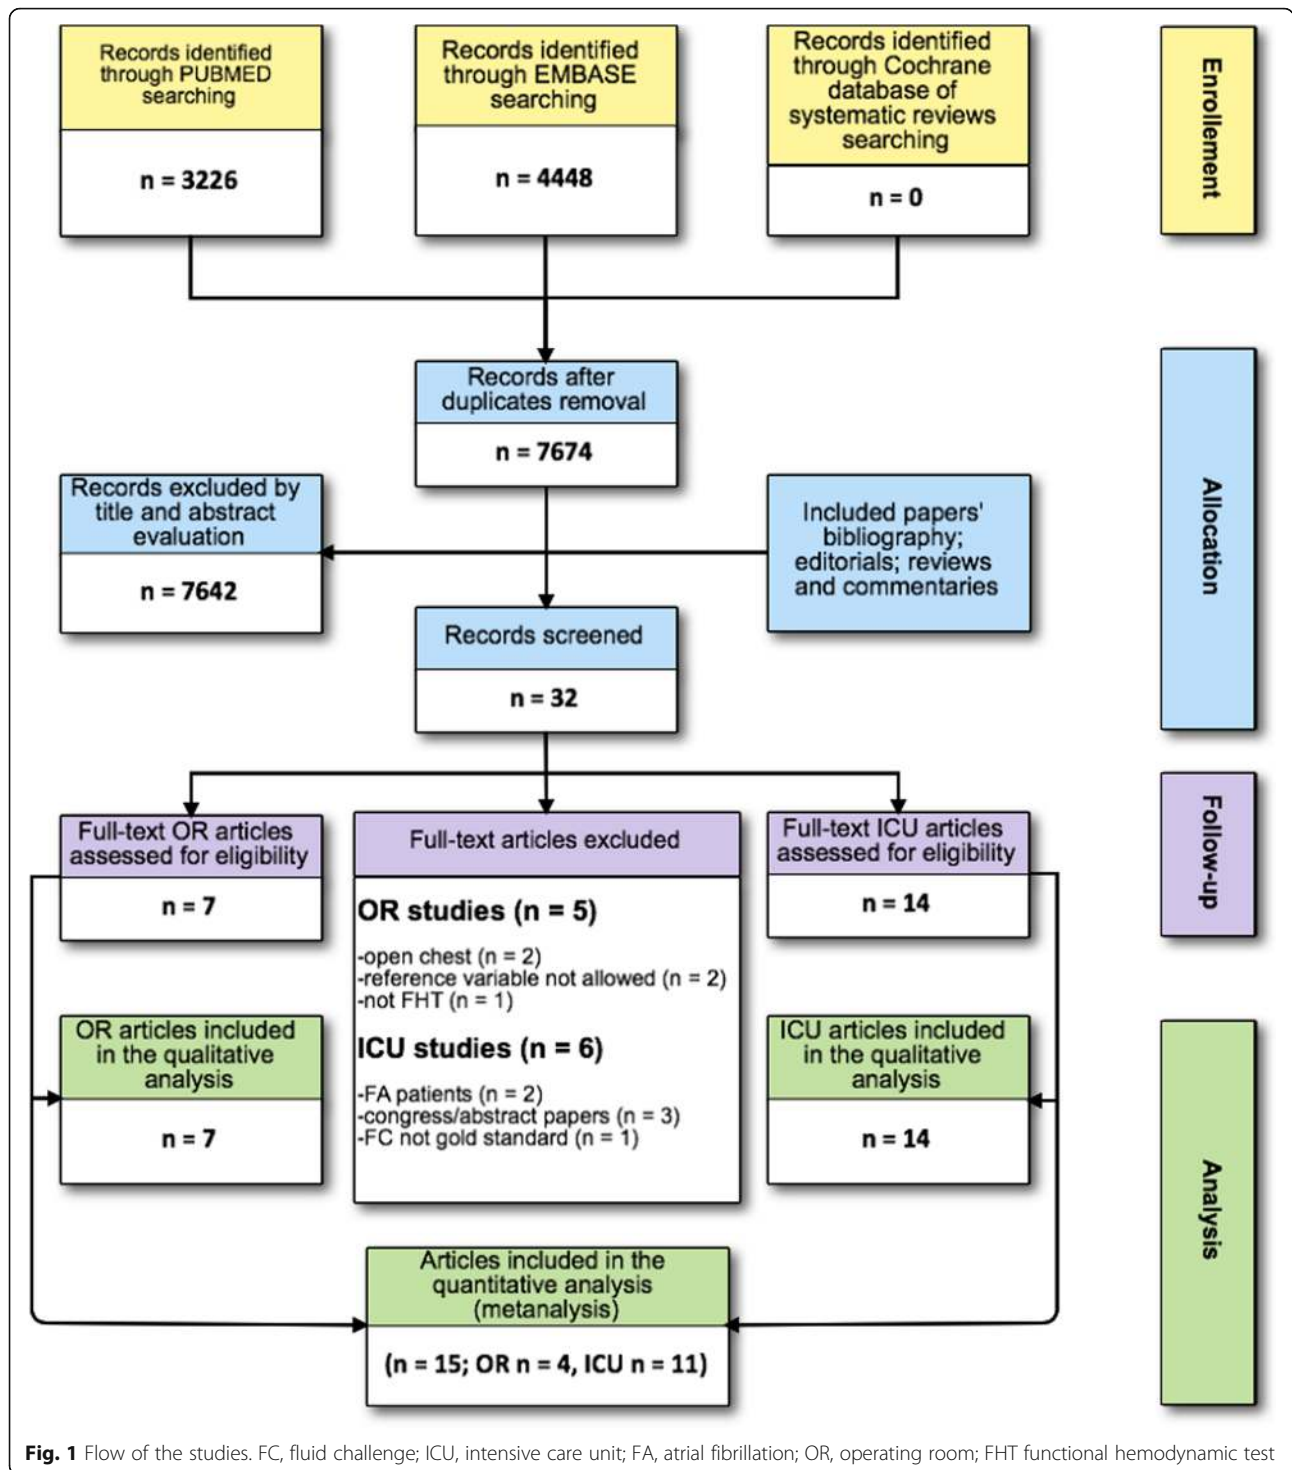 Records identified
through PUBMED
searching
n = 3226
Records identified
through EMBASE
searching
n = 4448
Records identified
through Cochrane
database of
systematic reviews
searching
n = 0
Enrollement
Records after
duplicates removal
n = 7674
Records excluded by
title and abstract
evaluation
n = 7642
Included papers'
bibliography;
editorials; reviews
and commentaries
Allocation
Records screened
n = 32
Full-text OR articles
assessed for eligibility
n = 7
Full-text articles excluded
OR studies (n = 5)
-open chest (n = 2)
-reference variable not allowed (n = 2)
-not FHT (n = 1)
ICU studies (n = 6)
-FA patients (n = 2)
-congress/abstract papers (n = 3)
-FC not gold standard (n = 1)
Full-text ICU articles
assessed for eligibility
n = 14
Follow-up
OR articles included
in the qualitative
analysis
n = 7
ICU articles included
in the qualitative
analysis
n = 14
Analysis
Articles included in the
quantitative analysis
(metanalysis)
(n = 15; OR n = 4, ICU n = 11)
Fig. 1 Flow of the studies. FC, fluid challenge; ICU, intensive care unit; FA, atrial fibrillation; OR, operating room; FHT functional hemodynamic test